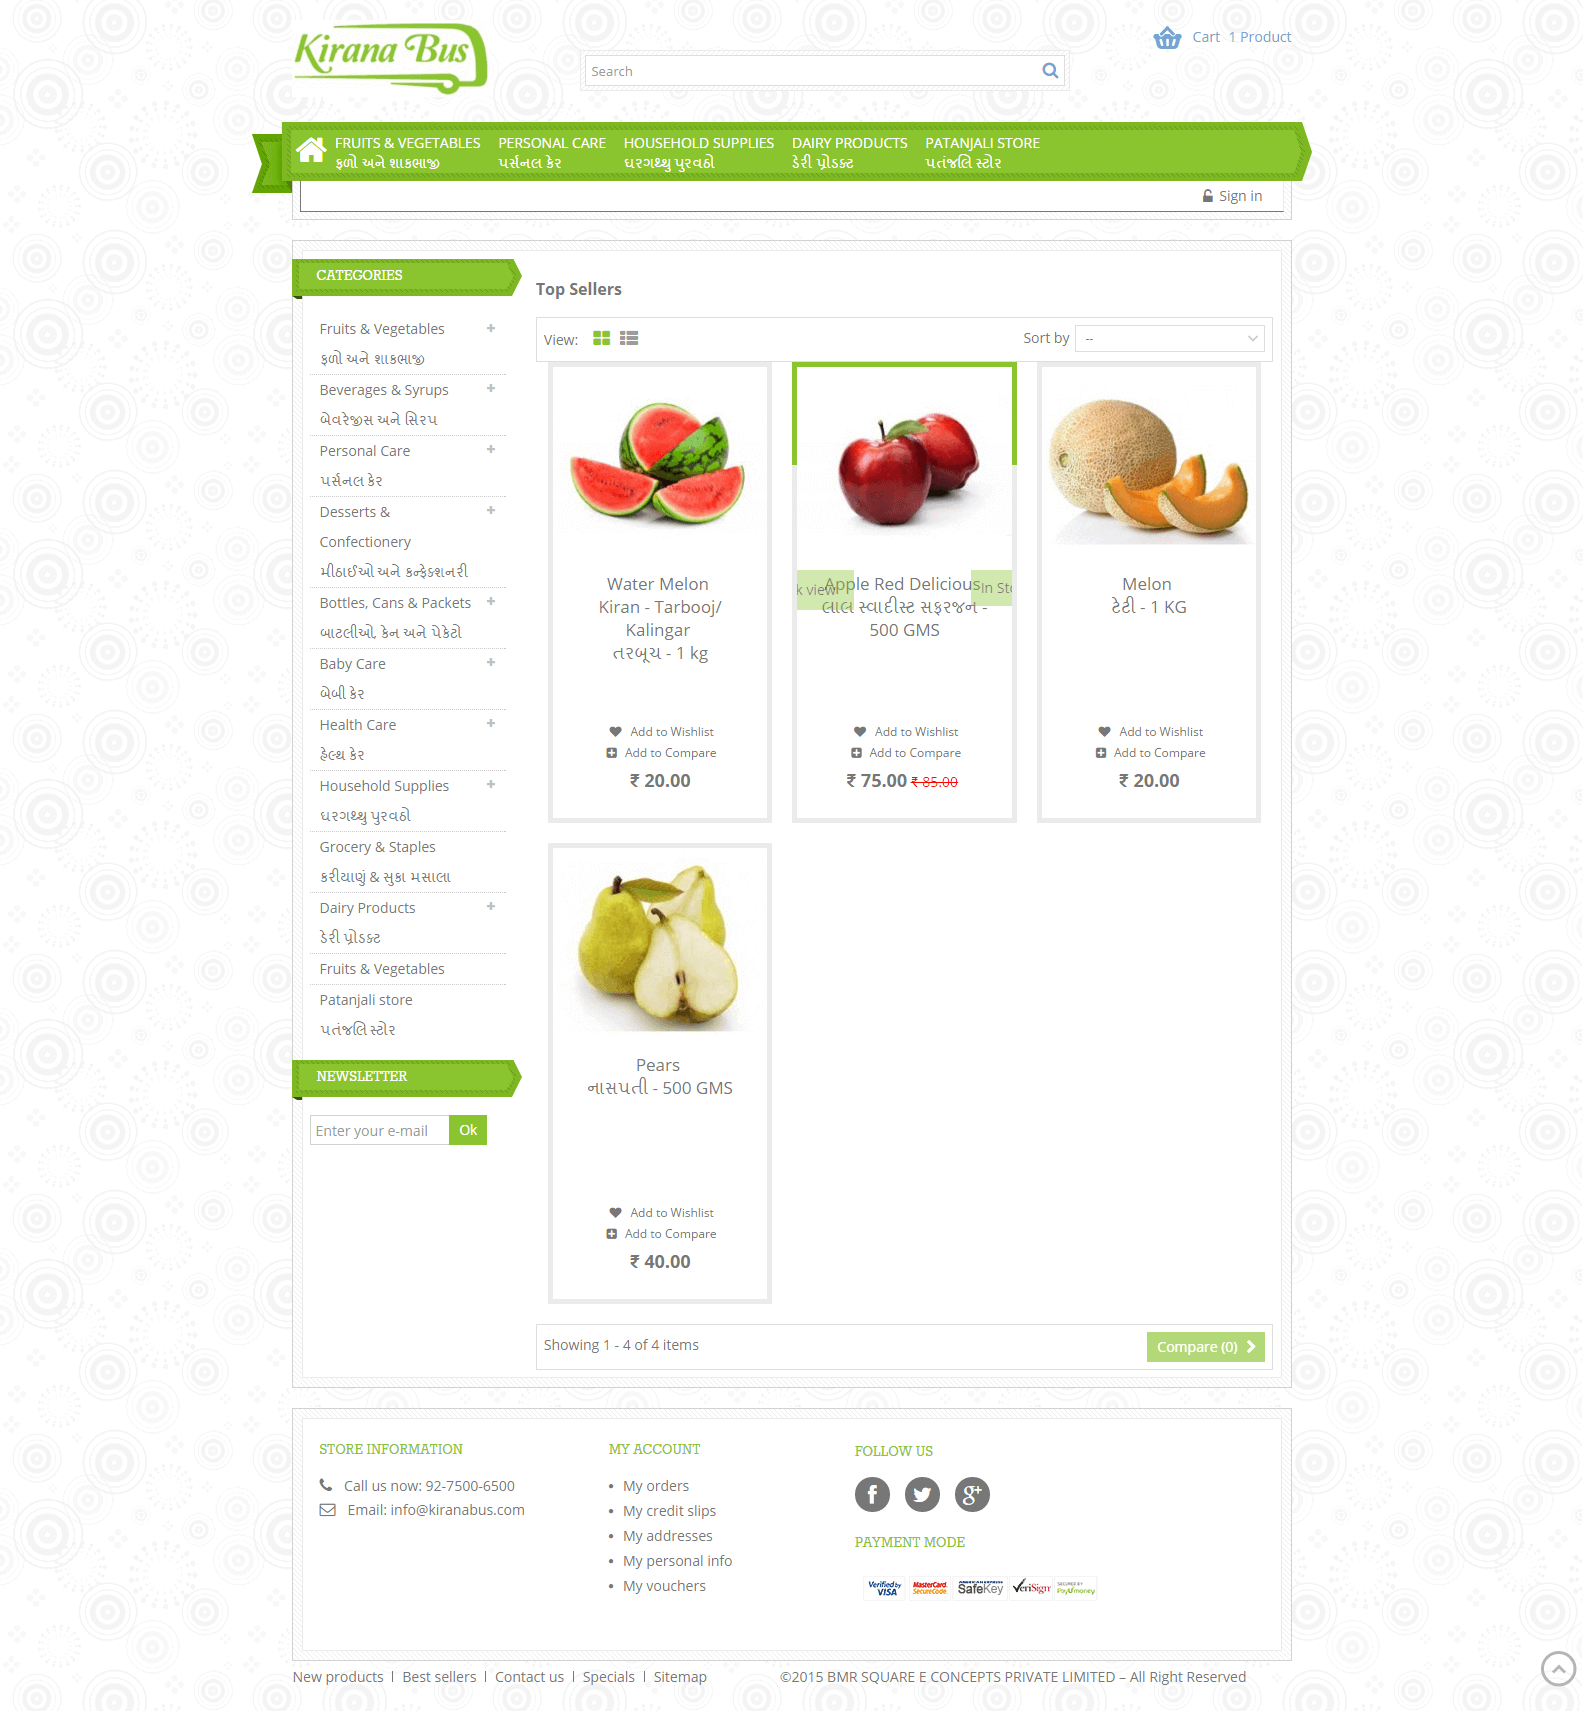 Kirana Bus
Search
Cart 1 Product
FRUITS & VEGETABLES
ફળો અને શાકભાજી
PERSONAL CARE
પર્સનલ કેર
HOUSEHOLD SUPPLIES
ઘરગથ્થુ પુરવઠો
DAIRY PRODUCTS
ડેરી પ્રોડક્ટ
PATANJALI STORE
પતંજલિ સ્ટોર
Sign in
CATEGORIES
Fruits & Vegetables
ફળો અને શાકભાજી
Beverages & Syrups
બેવરેજીસ અને સિરપ
Personal Care
પર્સનલ કેર
Desserts &
Confectionery
મીઠાઈઓ અને કન્ફેક્શનરી
Bottles, Cans & Packets
બાટલીઓ, કેન અને પેકેટો
Baby Care
બેબી કેર
Health Care
હેલ્થ કેર
Household Supplies
ઘરગથ્થુ પુરવઠો
Grocery & Staples
કરીયાણું & સુકા મસાલા
Dairy Products
ડેરી પ્રોડક્ટ
Fruits & Vegetables
Patanjali store
પતંજલિ સ્ટોર
NEWSLETTER
Enter your e-mail
Ok
Top Sellers
View:
Sort by --
Water Melon
Kiran - Tarbooj/
Kalingar
તરબૂચ - 1 kg
Add to Wishlist
Add to Compare
₹ 20.00
k view
In Sto
Apple Red Delicious
લાલ સ્વાદીસ્ટ સફરજન -
500 GMS
Add to Wishlist
Add to Compare
₹ 75.00 ₹ 85.00
Melon
ટેટી - 1 KG
Add to Wishlist
Add to Compare
₹ 20.00
Pears
નાસપતી - 500 GMS
Add to Wishlist
Add to Compare
₹ 40.00
Showing 1 - 4 of 4 items
Compare (0)
STORE INFORMATION
Call us now: 92-7500-6500
Email: info@kiranabus.com
MY ACCOUNT
My orders
My credit slips
My addresses
My personal info
My vouchers
FOLLOW US
PAYMENT MODE
Verified by
VISA
MasterCard.
SecureCode.
AMERICAN EXPRESS
SafeKey
VeriSign
SECURED BY
PayUmoney
New products | Best sellers | Contact us | Specials | Sitemap
©2015 BMR SQUARE E CONCEPTS PRIVATE LIMITED – All Right Reserved